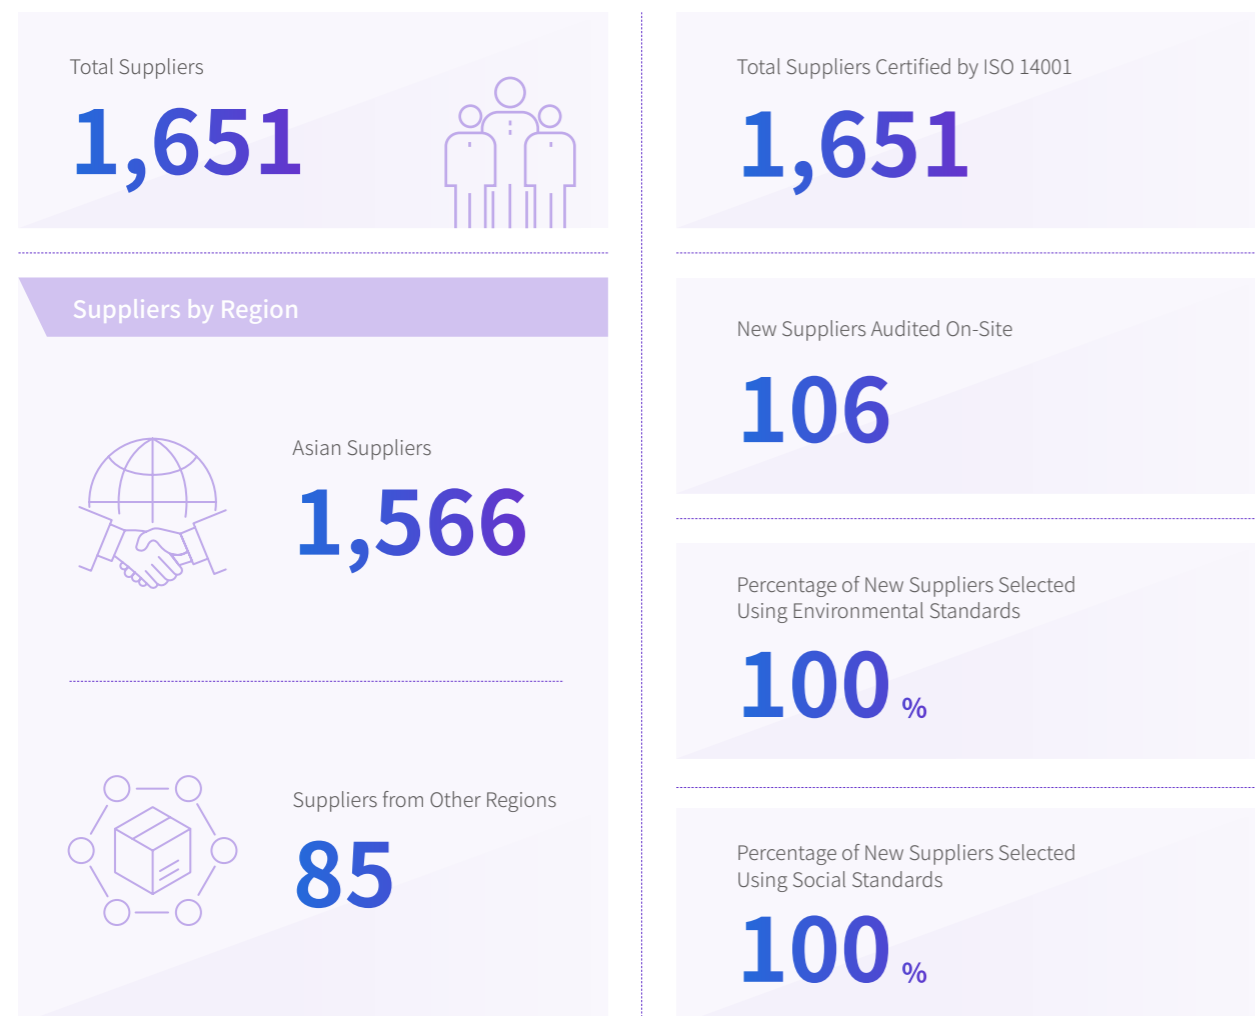 Total Suppliers
1,651
Suppliers by Region
Asian Suppliers
1,566
Suppliers from Other Regions
85
Total Suppliers Certified by ISO 14001
1,651
New Suppliers Audited On-Site
106
Percentage of New Suppliers Selected
Using Environmental Standards
100 %
Percentage of New Suppliers Selected
Using Social Standards
100 %